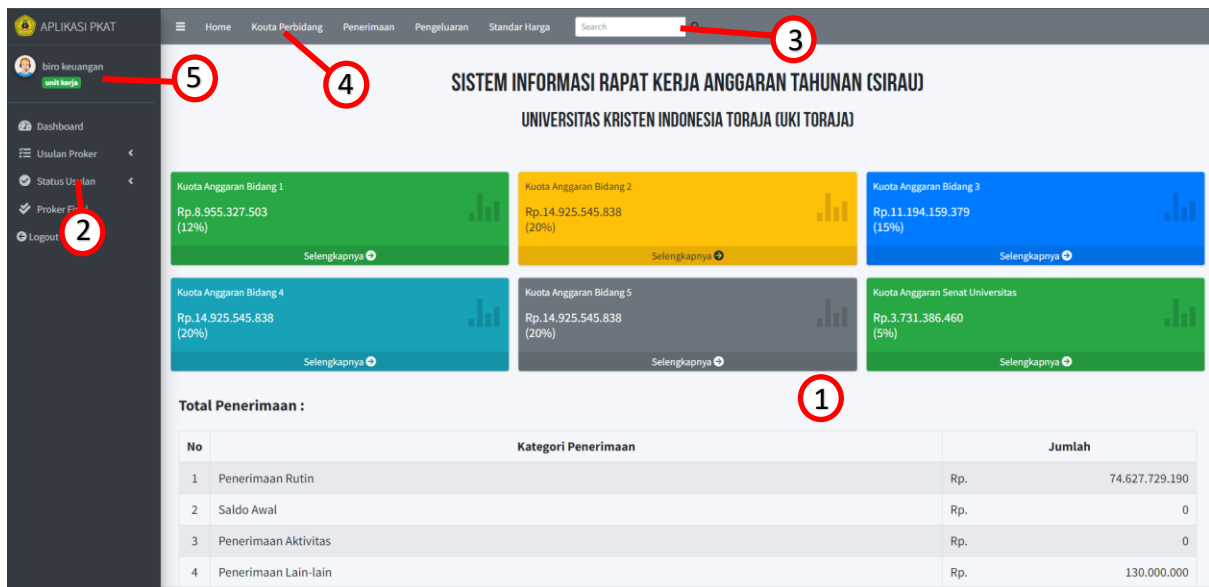 APLIKASI PKAT
Home Kouta Perbidang Penerimaan Pengeluaran Standar Harga Search
3
biro keuangan
unit kerja
5
4
SISTEM INFORMASI RAPAT KERJA ANGGARAN TAHUNAN (SIRAU)
UNIVERSITAS KRISTEN INDONESIA TORAJA (UKI TORAJA)
Dashboard
Usulan Proker
Status Usulan
Proker
Logout
2
Kuota Anggaran Bidang 1
Rp.8.955.327.503
(12%)
Selengkapnya
Kuota Anggaran Bidang 2
Rp.14.925.545.838
(20%)
Selengkapnya
Kuota Anggaran Bidang 3
Rp.11.194.159.379
(15%)
Selengkapnya
Kuota Anggaran Bidang 4
Rp.14.925.545.838
(20%)
Selengkapnya
Kuota Anggaran Bidang 5
Rp.14.925.545.838
(20%)
Selengkapnya
Kuota Anggaran Senat Universitas
Rp.3.731.386.460
(5%)
Selengkapnya
1
Total Penerimaan :
No Kategori Penerimaan Jumlah
1 Penerimaan Rutin Rp. 74.627.729.190
2 Saldo Awal Rp. 0
3 Penerimaan Aktivitas Rp. 0
4 Penerimaan Lain-lain Rp. 130.000.000